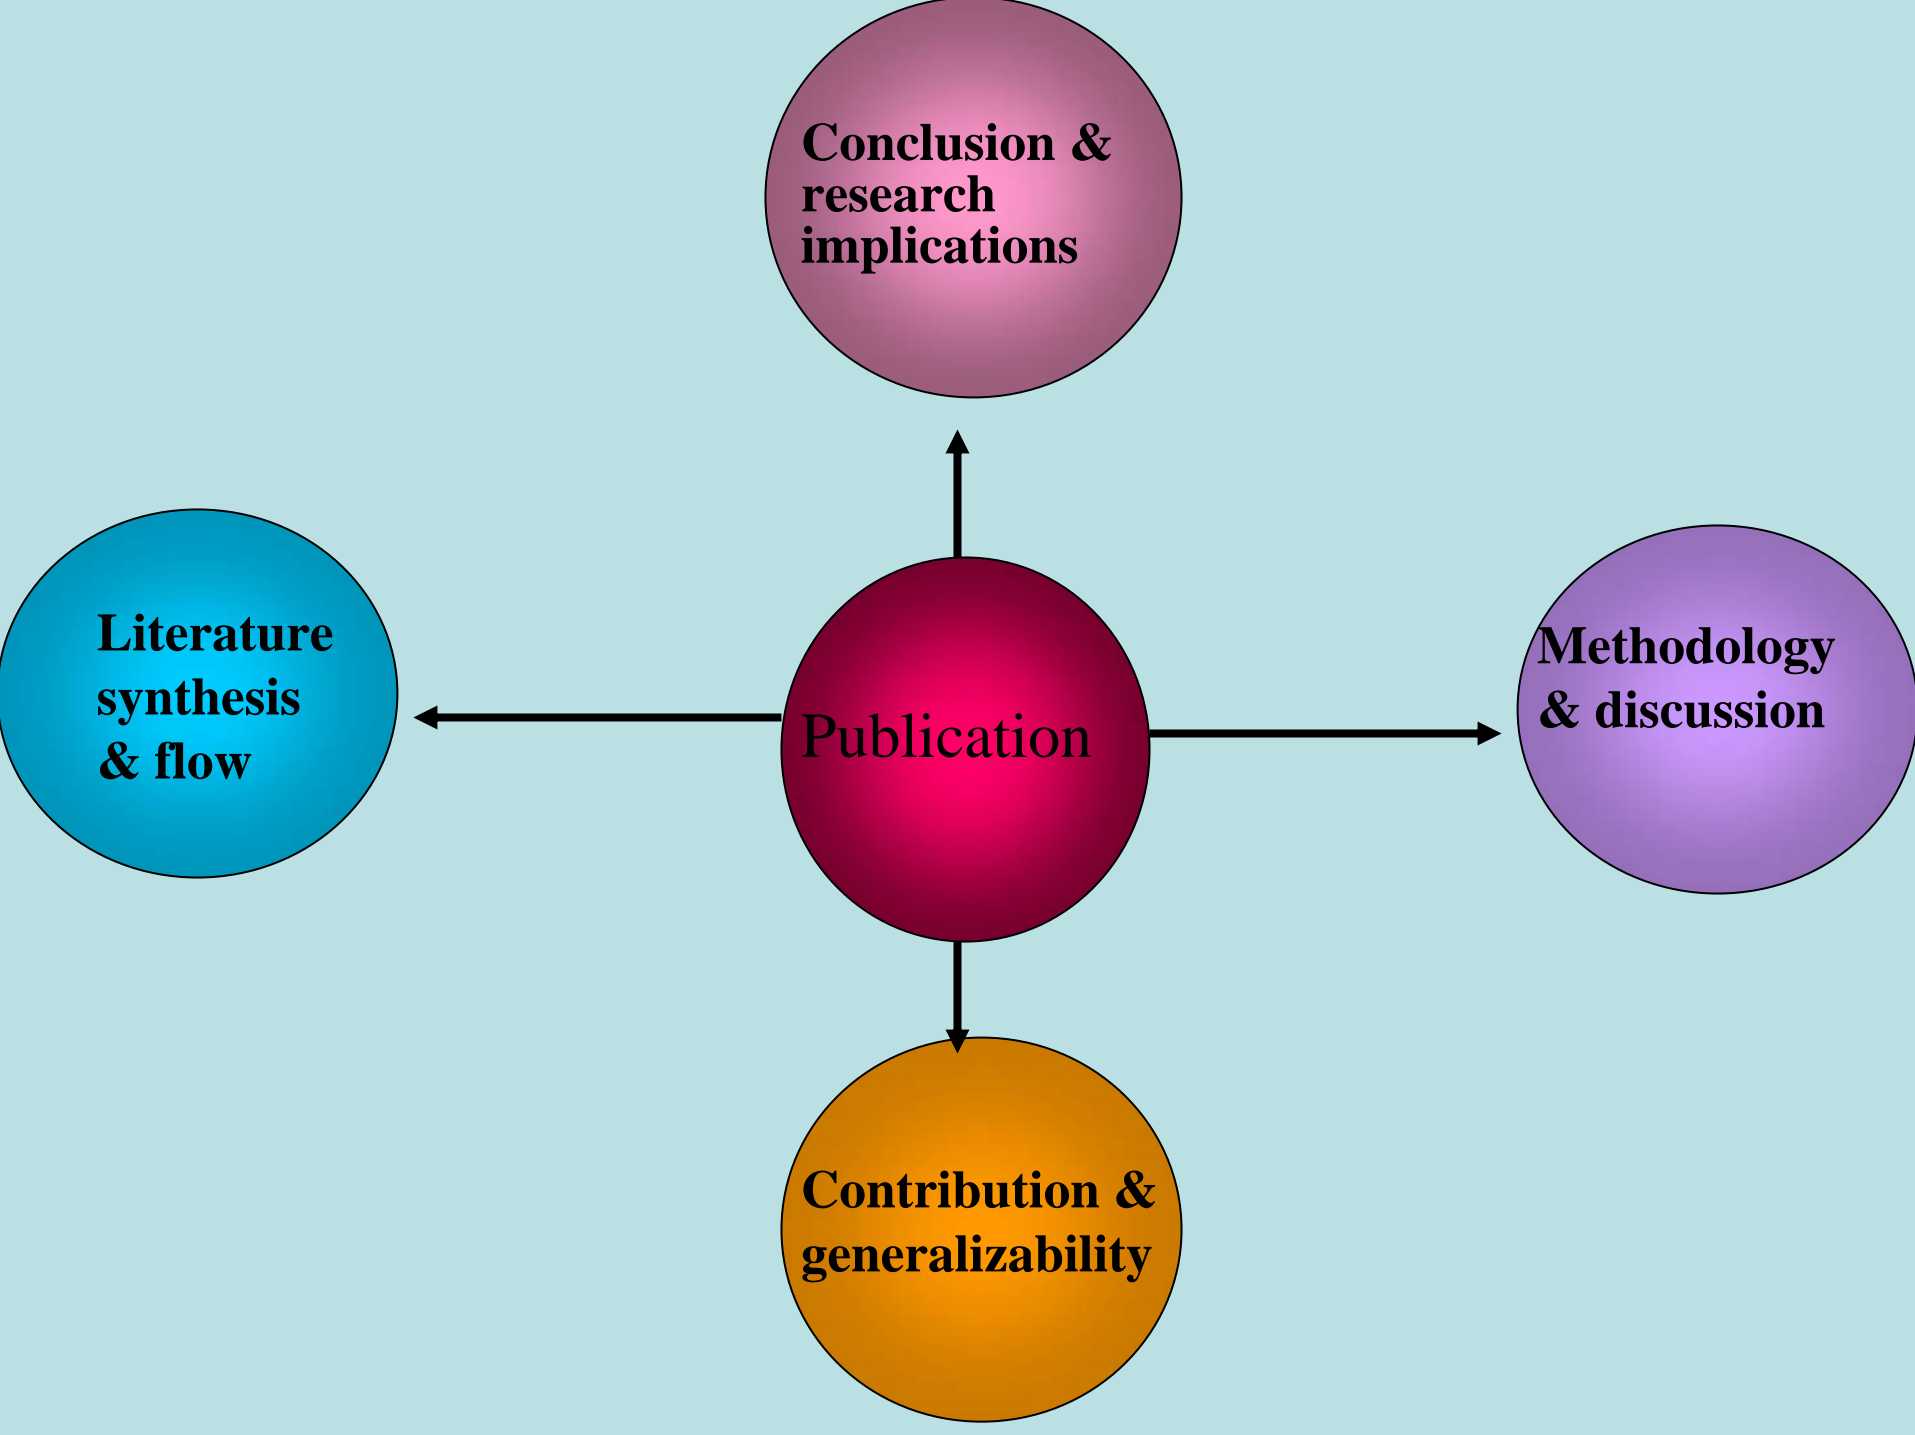 Conclusion &
research
implications
Literature
synthesis
& flow
Publication
Methodology
& discussion
Contribution &
generalizability